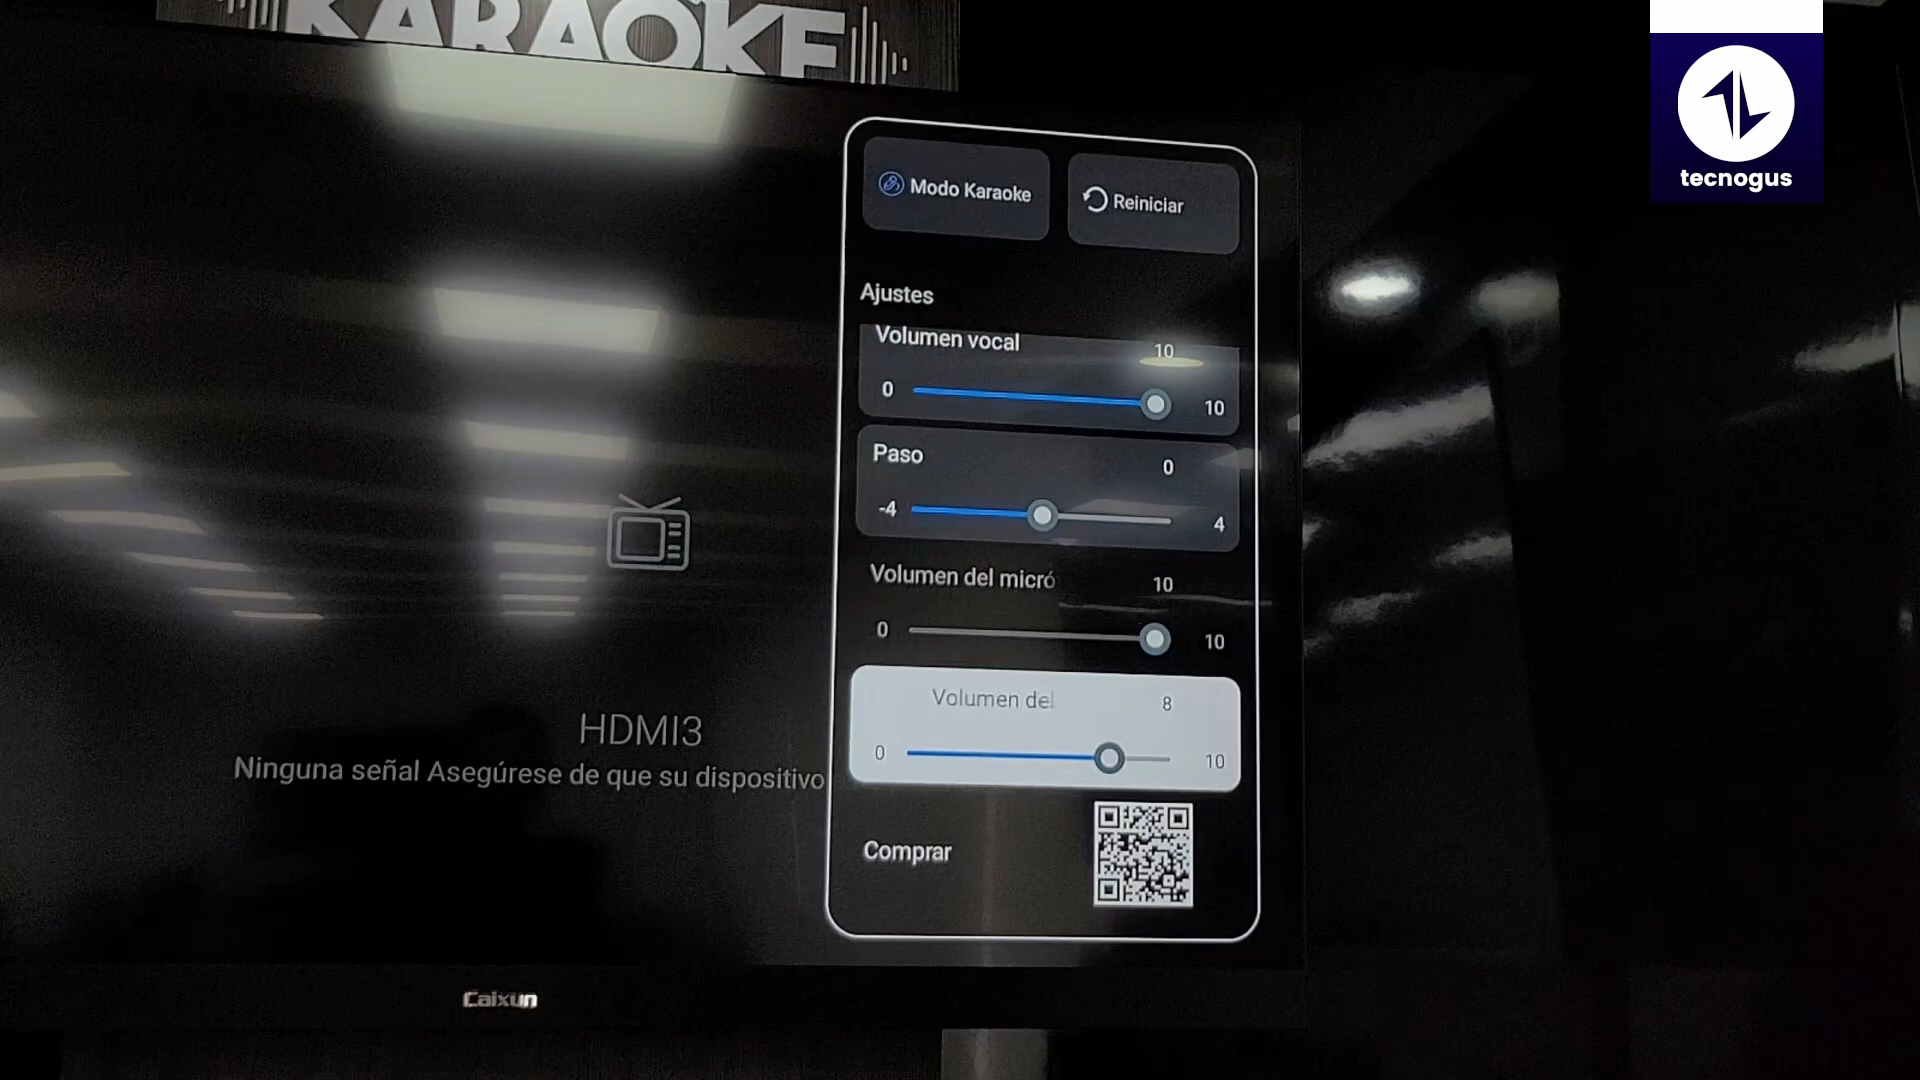 KARAOKE
tecnogus
Modo Karaoke
Reiniciar
Ajustes
Volumen vocal 10
0 10
Paso 0
-4 4
Volumen del micró 10
0 10
Volumen del 8
0 10
Comprar
HDMI3
Ninguna señal Asegúrese de que su dispositivo
Caixun